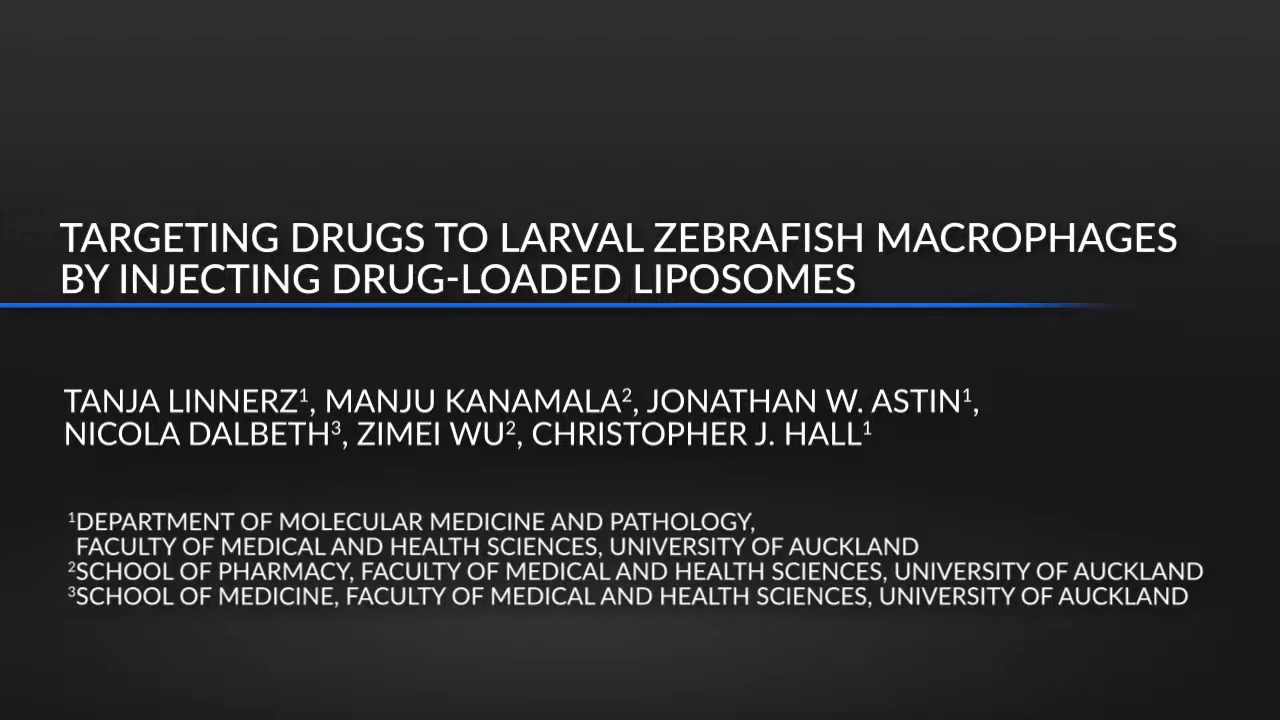 TARGETING DRUGS TO LARVAL ZEBRAFISH MACROPHAGES
BY INJECTING DRUG-LOADED LIPOSOMES
TANJA LINNERZ¹, MANJU KANAMALA², JONATHAN W. ASTIN¹,
NICOLA DALBETH³, ZIMEI WU², CHRISTOPHER J. HALL¹
¹DEPARTMENT OF MOLECULAR MEDICINE AND PATHOLOGY,
FACULTY OF MEDICAL AND HEALTH SCIENCES, UNIVERSITY OF AUCKLAND
²SCHOOL OF PHARMACY, FACULTY OF MEDICAL AND HEALTH SCIENCES, UNIVERSITY OF AUCKLAND
³SCHOOL OF MEDICINE, FACULTY OF MEDICAL AND HEALTH SCIENCES, UNIVERSITY OF AUCKLAND